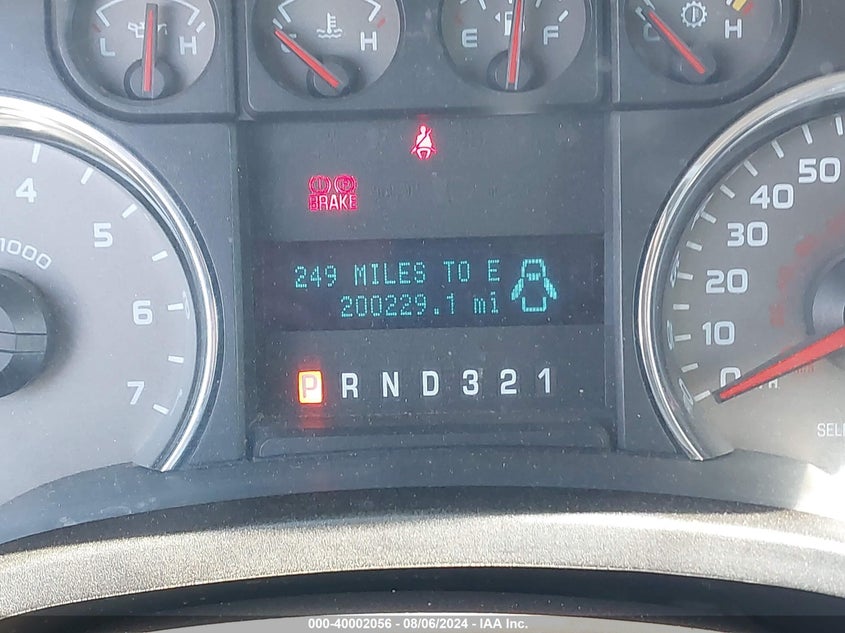 L H
C H
E F
C H
4
5
6
7
1000
BRAKE
249 MILES TO E
200229.1 mi
P R N D 3 2 1
50
40
30
20
10
0
SEL
000-40002056 - 08/06/2024 - IAA Inc.